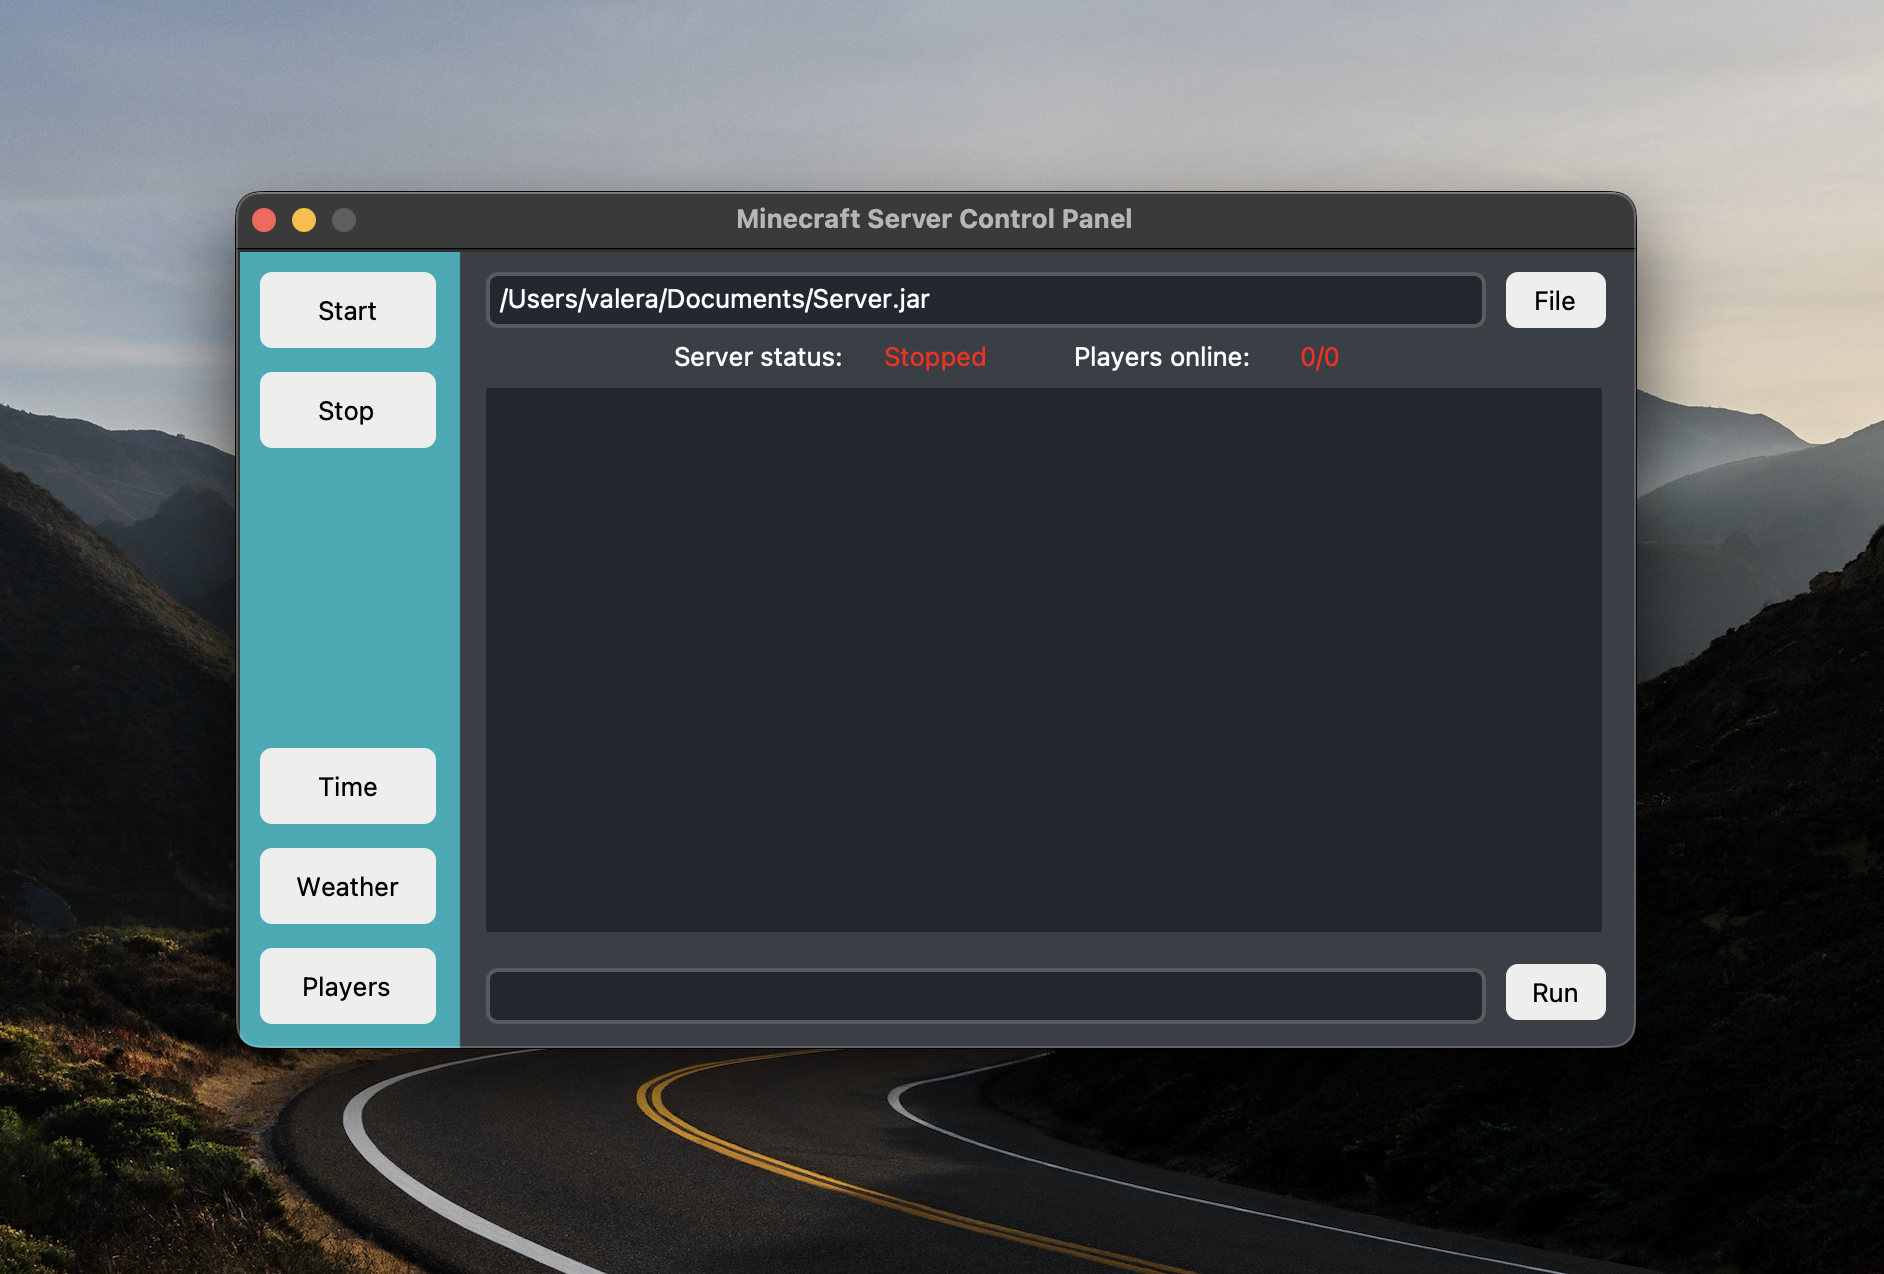 Minecraft Server Control Panel
Start
Stop
Time
Weather
Players
/Users/valera/Documents/Server.jar
File
Server status: Stopped Players online: 0/0
Run